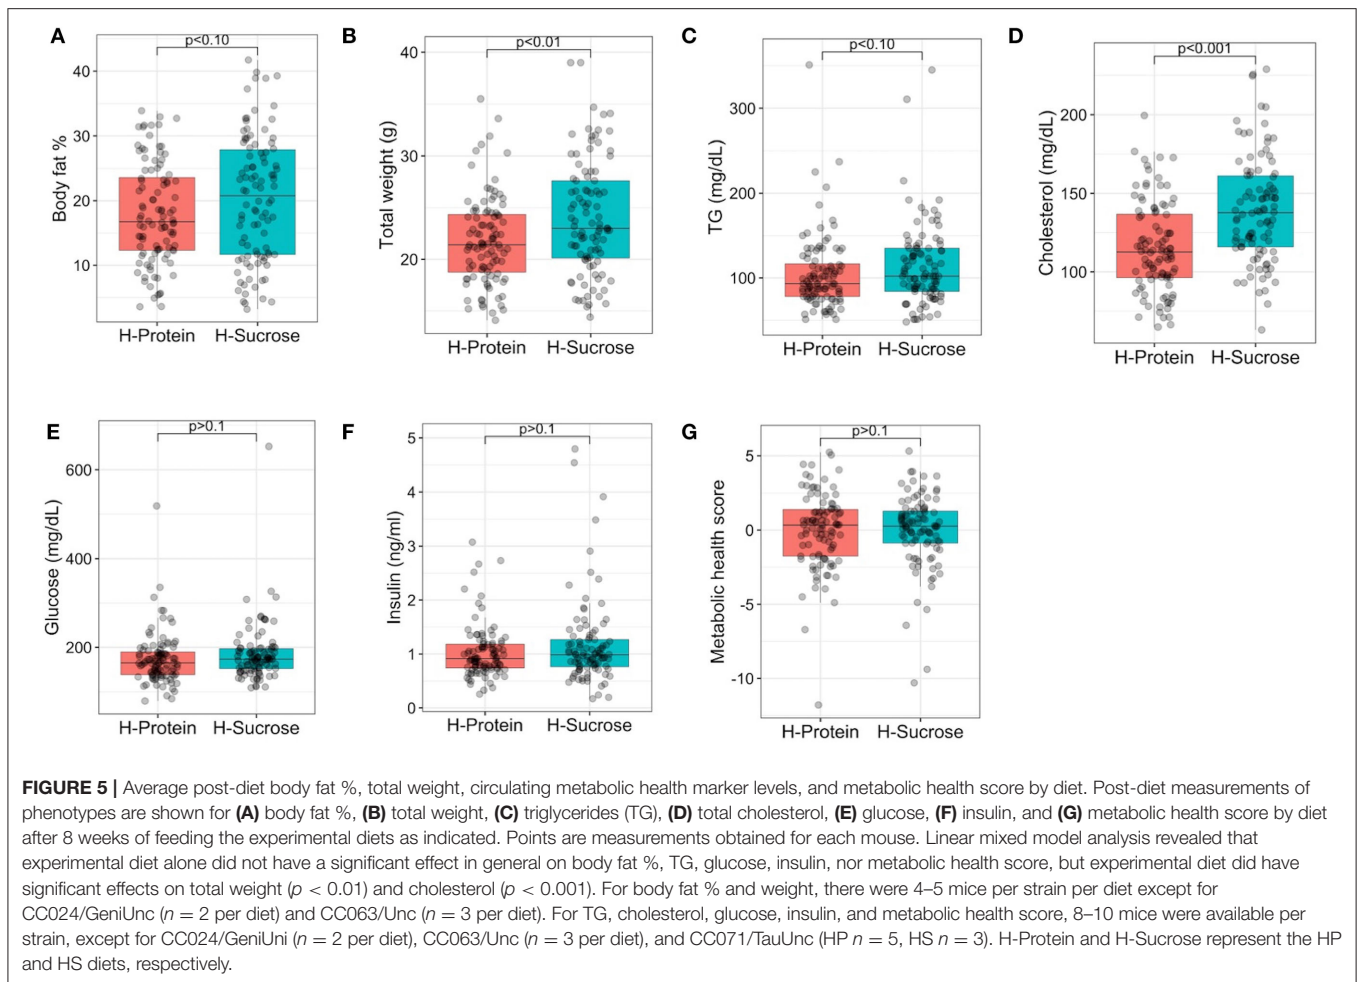 A
p<0.10
Body fat %
40
30
20
10
H-Protein H-Sucrose
B
p<0.01
Total weight (g)
40
30
20
H-Protein H-Sucrose
C
p<0.10
TG (mg/dL)
300
200
100
H-Protein H-Sucrose
D
p<0.001
Cholesterol (mg/dL)
200
150
100
H-Protein H-Sucrose
E
p>0.1
Glucose (mg/dL)
600
400
200
H-Protein H-Sucrose
F
p>0.1
Insulin (ng/ml)
5
4
3
2
1
0
H-Protein H-Sucrose
G
p>0.1
Metabolic health score
5
0
-5
-10
H-Protein H-Sucrose
FIGURE 5 | Average post-diet body fat %, total weight, circulating metabolic health marker levels, and metabolic health score by diet. Post-diet measurements of
phenotypes are shown for (A) body fat %, (B) total weight, (C) triglycerides (TG), (D) total cholesterol, (E) glucose, (F) insulin, and (G) metabolic health score by diet
after 8 weeks of feeding the experimental diets as indicated. Points are measurements obtained for each mouse. Linear mixed model analysis revealed that
experimental diet alone did not have a significant effect in general on body fat %, TG, glucose, insulin, nor metabolic health score, but experimental diet did have
significant effects on total weight (p < 0.01) and cholesterol (p < 0.001). For body fat % and weight, there were 4–5 mice per strain per diet except for
CC024/GeniUnc (n = 2 per diet) and CC063/Unc (n = 3 per diet). For TG, cholesterol, glucose, insulin, and metabolic health score, 8–10 mice were available per
strain, except for CC024/GeniUni (n = 2 per diet), CC063/Unc (n = 3 per diet), and CC071/TauUnc (HP n = 5, HS n = 3). H-Protein and H-Sucrose represent the HP
and HS diets, respectively.